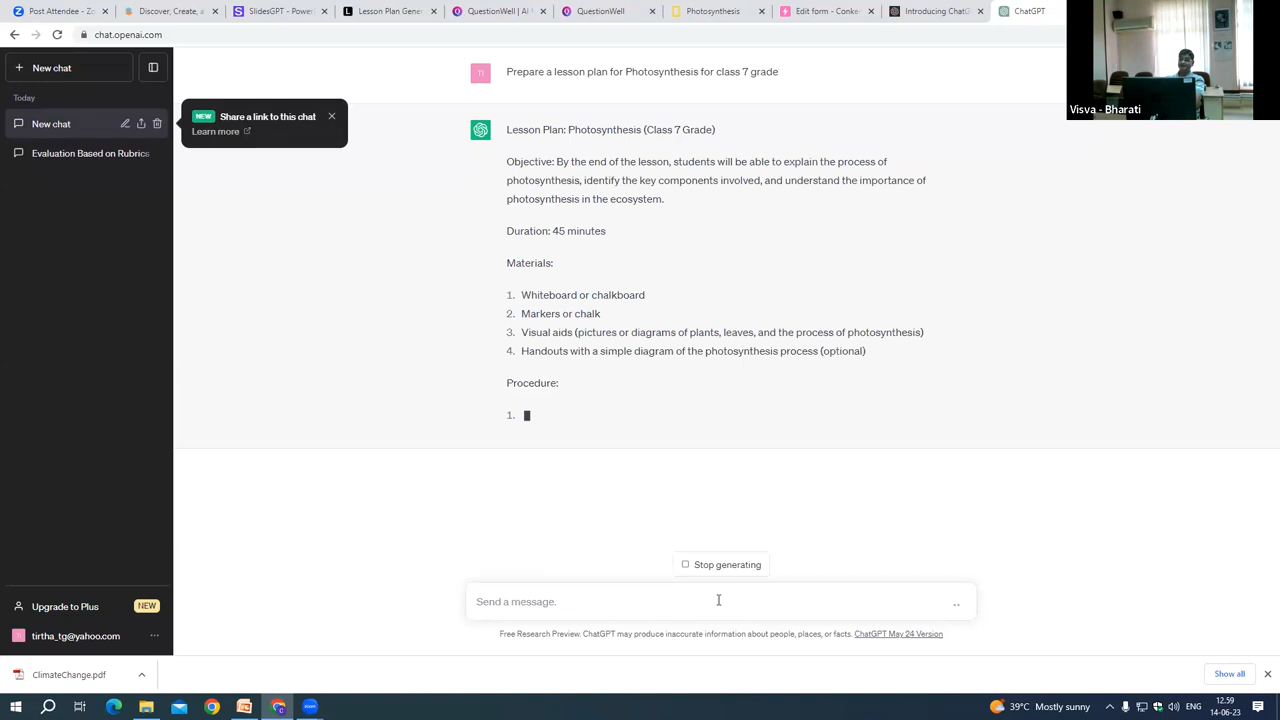 Post Attendee - Zo
Discover, Create, a
SlidesGPT - Power
Lesson Plan Gener
QuestionWell | AI
QuestionWell
Photosynthesis
Edit form - Conke
Introducing ChatG
ChatGPT
chat.openai.com
New chat
Today
New chat
NEW Share a link to this chat
Learn more
Evaluation Based on Rubrics
Prepare a lesson plan for Photosynthesis for class 7 grade
Visva - Bharati
Lesson Plan: Photosynthesis (Class 7 Grade)
Objective: By the end of the lesson, students will be able to explain the process of
photosynthesis, identify the key components involved, and understand the importance of
photosynthesis in the ecosystem.
Duration: 45 minutes
Materials:
1. Whiteboard or chalkboard
2. Markers or chalk
3. Visual aids (pictures or diagrams of plants, leaves, and the process of photosynthesis)
4. Handouts with a simple diagram of the photosynthesis process (optional)
Procedure:
1.
Stop generating
Send a message.
Free Research Preview. ChatGPT may produce inaccurate information about people, places, or facts. ChatGPT May 24 Version
Upgrade to Plus NEW
tirtha_tg@yahoo.com
ClimateChange.pdf
Show all
39°C Mostly sunny
ENG
12.59
14-06-23